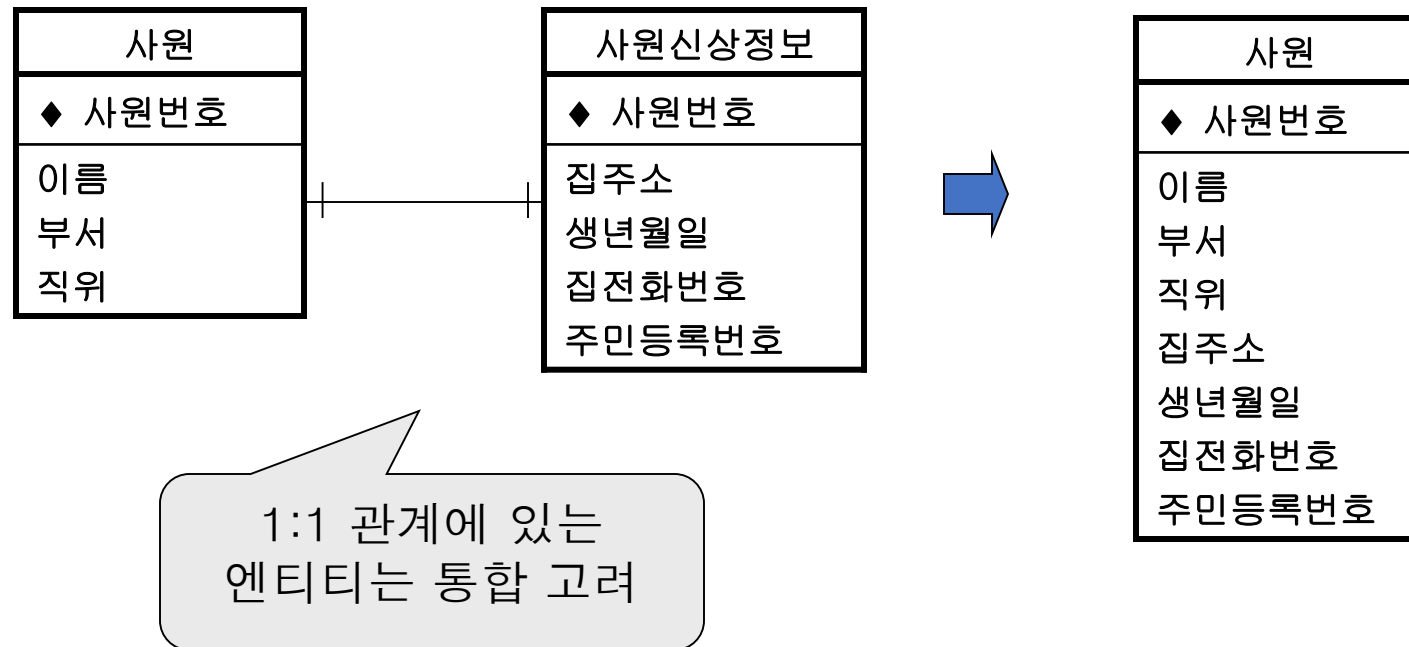 사원
◆ 사원번호
이름
부서
직위
사원신상정보
◆ 사원번호
집주소
생년월일
집전화번호
주민등록번호
사원
◆ 사원번호
이름
부서
직위
집주소
생년월일
집전화번호
주민등록번호
1:1 관계에 있는
엔티티는 통합 고려